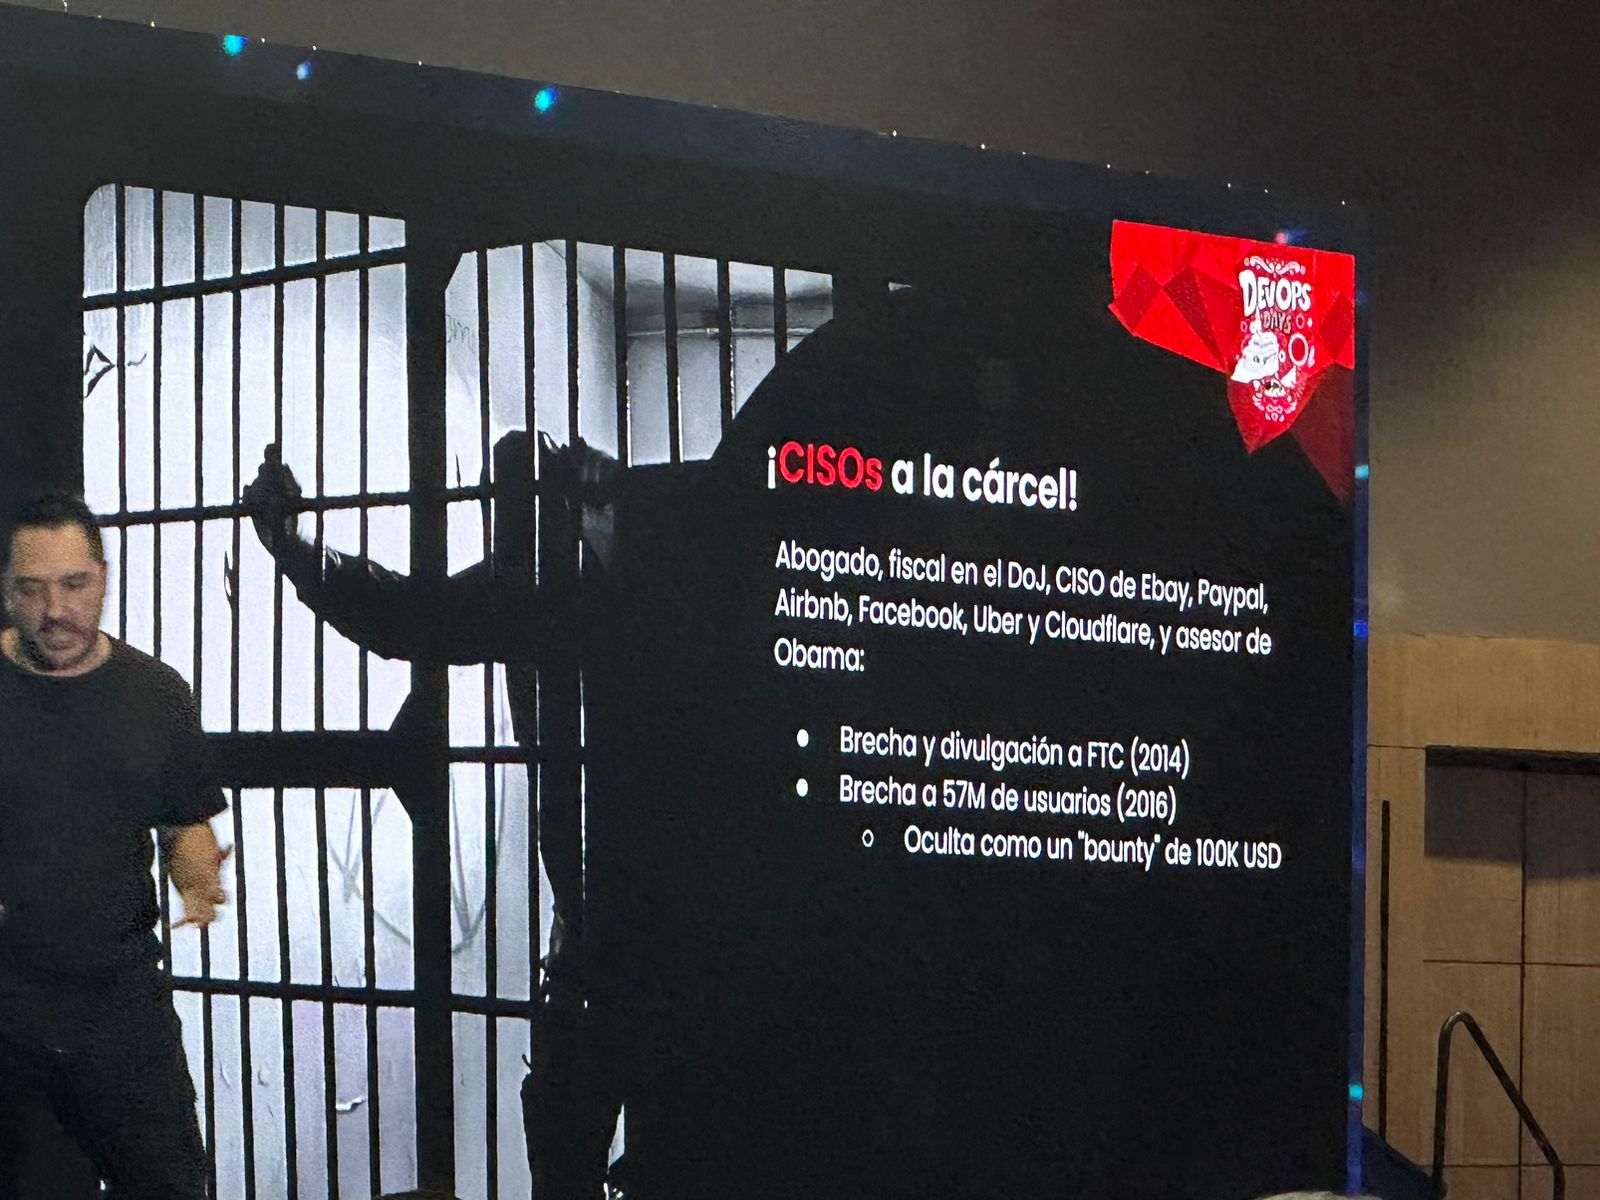 DEVOPS
DAYS
¡CISOs a la cárcel!
Abogado, fiscal en el DoJ, CISO de Ebay, Paypal,
Airbnb, Facebook, Uber y Cloudflare, y asesor de
Obama:
Brecha y divulgación a FTC (2014)
Brecha a 57M de usuarios (2016)
Oculta como un "bounty" de 100K USD